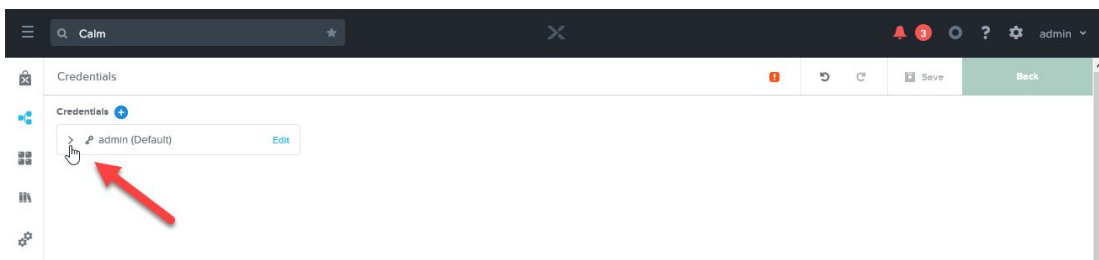 Calm
3
?
admin
Credentials
!
Save
Back
Credentials
admin (Default)
Edit